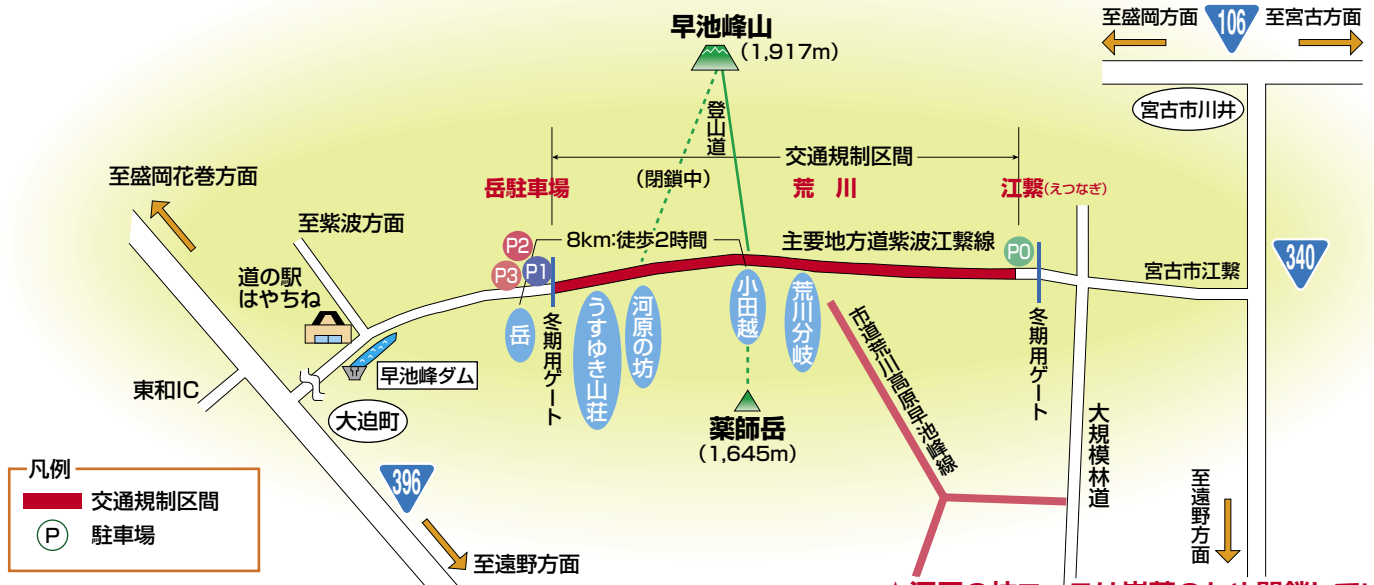 早池峰山
(1,917m)
至盛岡方面
106
至宮古方面
宮古市川井
登山道
交通規制区間
(閉鎖中)
岳駐車場
荒　川
江繋(えつなぎ)
至盛岡花巻方面
至紫波方面
道の駅
はやちね
P2
P3
P1
8km:徒歩2時間
主要地方道紫波江繋線
P0
340
宮古市江繋
岳
冬期用ゲート
うすゆき山荘
河原の坊
小田越
荒川分岐
市道荒川高原早池峰線
冬期用ゲート
大規模林道
早池峰ダム
東和IC
大迫町
薬師岳
(1,645m)
396
至遠野方面
至遠野方面
凡例
交通規制区間
P
駐車場